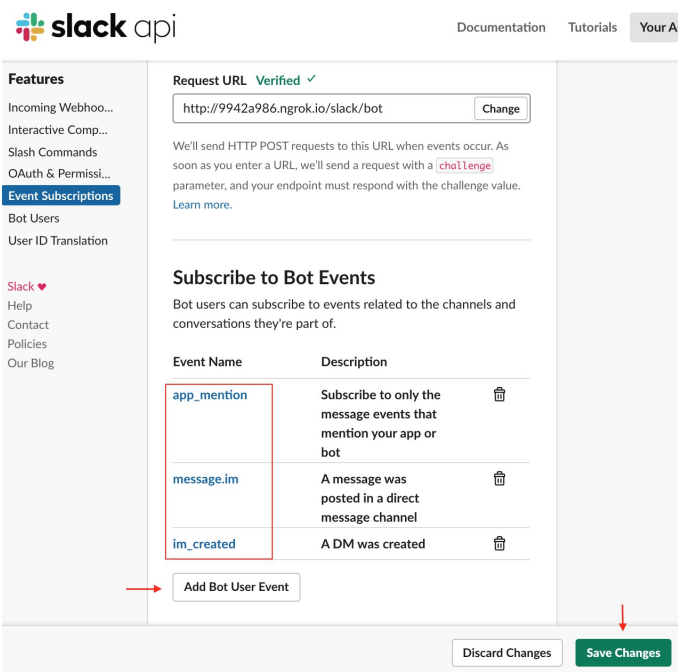 slack api
Documentation Tutorials Your A
Features
Incoming Webhoo...
Interactive Comp...
Slash Commands
OAuth & Permissi...
Event Subscriptions
Bot Users
User ID Translation
Slack ♥
Help
Contact
Policies
Our Blog
Request URL Verified ✓
http://9942a986.ngrok.io/slack/bot Change
We'll send HTTP POST requests to this URL when events occur. As
soon as you enter a URL, we'll send a request with a challenge
parameter, and your endpoint must respond with the challenge value.
Learn more.
Subscribe to Bot Events
Bot users can subscribe to events related to the channels and
conversations they're part of.
Event Name Description
app_mention Subscribe to only the
message events that
mention your app or
bot
message.im A message was
posted in a direct
message channel
im_created A DM was created
Add Bot User Event
Discard Changes Save Changes